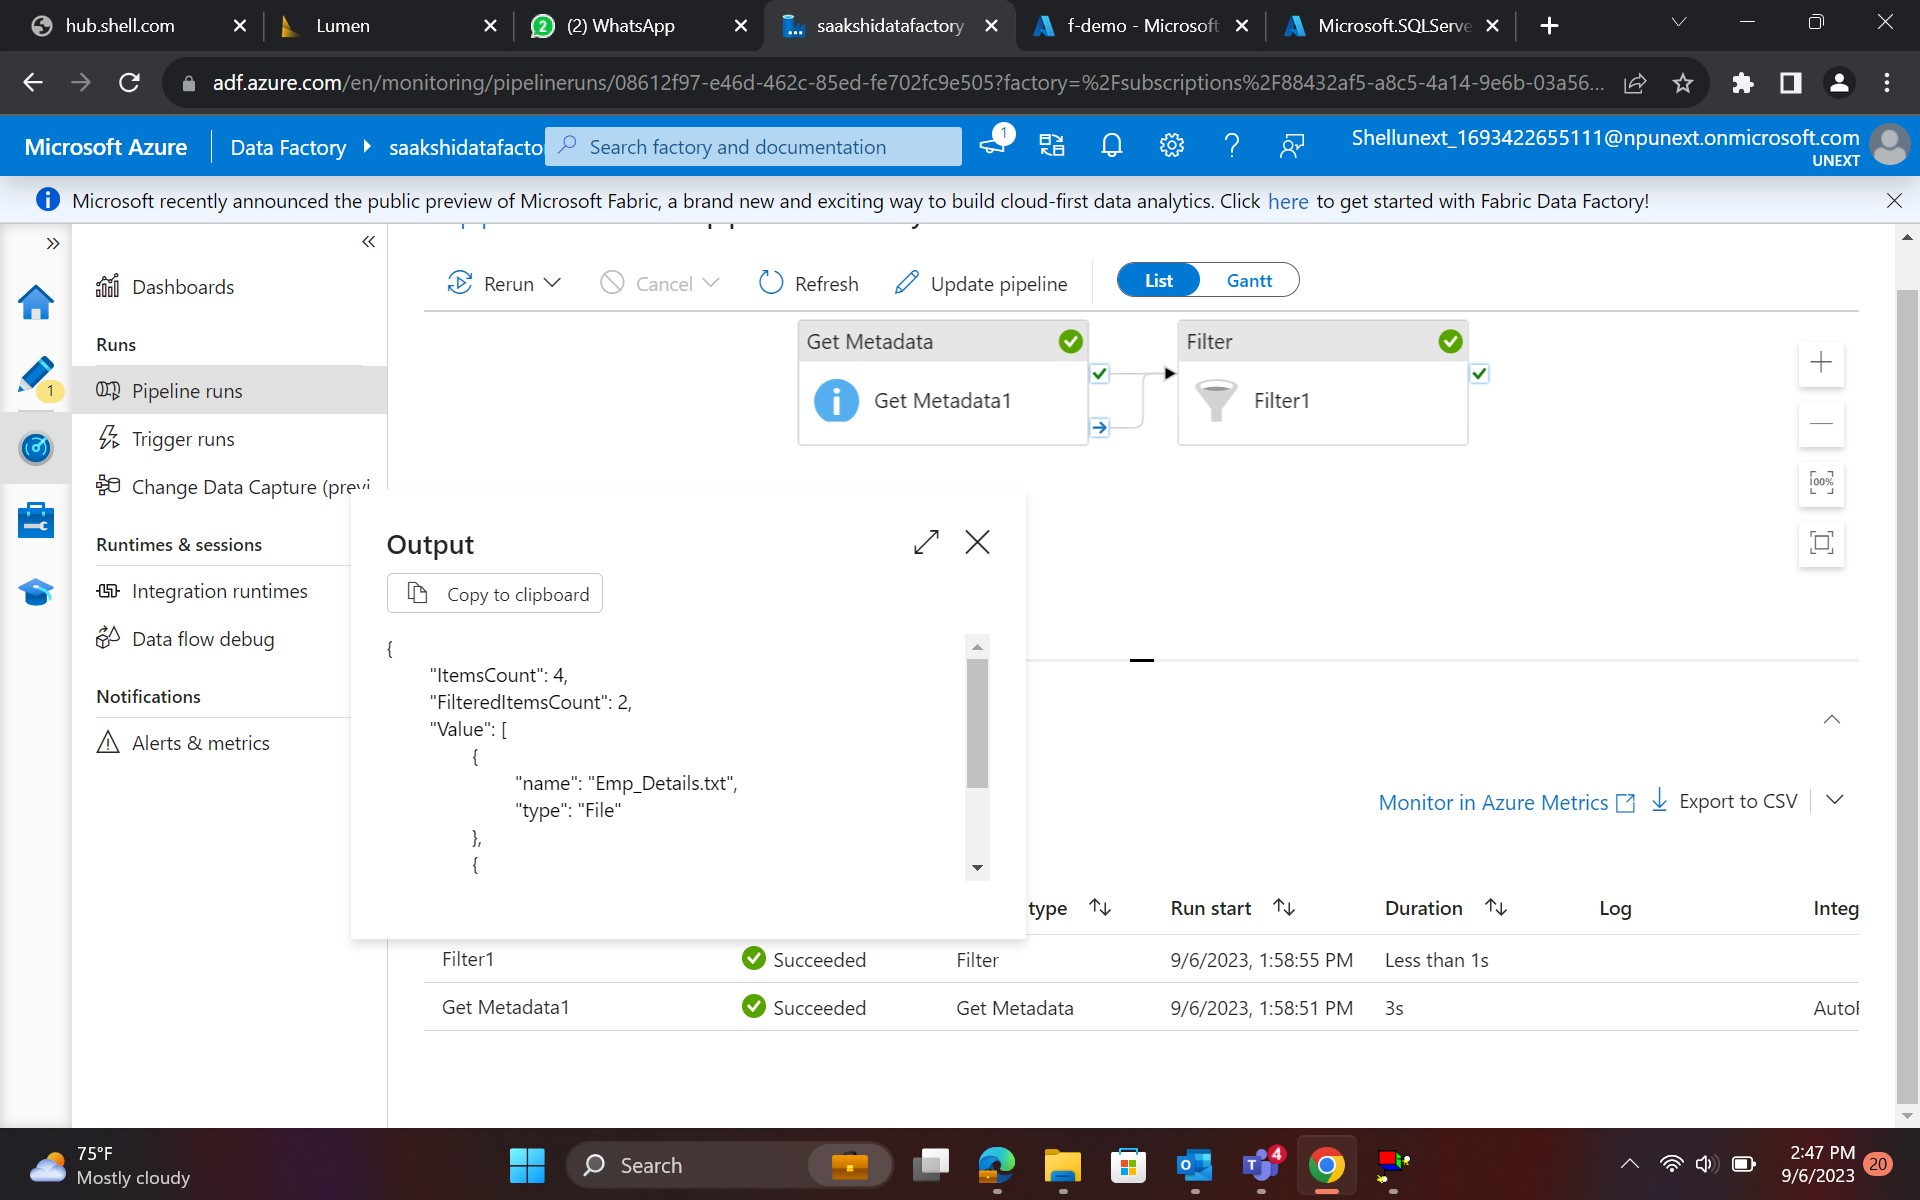 hub.shell.com
Lumen
(2) WhatsApp
saakshidatafactory
f-demo - Microsoft
Microsoft.SQLServe
adf.azure.com/en/monitoring/pipelineruns/08612f97-e46d-462c-85ed-fe702fc9e505?factory=%2Fsubscriptions%2F88432af5-a8c5-4a14-9e6b-03a56...
Microsoft Azure
Data Factory
saakshidatafacto
Search factory and documentation
1
Shellunext_1693422655111@npunext.onmicrosoft.com
UNEXT
Microsoft recently announced the public preview of Microsoft Fabric, a brand new and exciting way to build cloud-first data analytics. Click here to get started with Fabric Data Factory!
Dashboards
Runs
1
Pipeline runs
Trigger runs
Change Data Capture (previ
Runtimes & sessions
Integration runtimes
Data flow debug
Notifications
Alerts & metrics
Rerun
Cancel
Refresh
Update pipeline
List
Gantt
Get Metadata
Get Metadata1
Filter
Filter1
100%
Output
Copy to clipboard
{
"ItemsCount": 4,
"FilteredItemsCount": 2,
"Value": [
{
"name": "Emp_Details.txt",
"type": "File"
},
{
Monitor in Azure Metrics
Export to CSV
type
Run start
Duration
Log
Integ
Filter1
Succeeded
Filter
9/6/2023, 1:58:55 PM
Less than 1s
Get Metadata1
Succeeded
Get Metadata
9/6/2023, 1:58:51 PM
3s
75°F
Mostly cloudy
Search
4
2:47 PM
9/6/2023
20